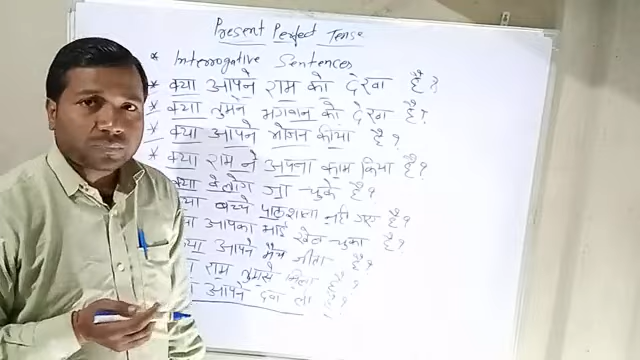 Present Perfect Tense
* Interrogative Sentences
* क्या आपने राम को देखा है?
* क्या तुमने भगवान को देखा है?
* क्या आपने भोजन कीया है?
* क्या राम ने अपना काम किया है?
क्या वे लोग जा चुके है?
क्या बच्चे पाठशाला नही गए है?
आपका भाई खेल चुका है?
क्या आपने मैच जीता है?
राम तुमसे मिला है?
आपने दवा ली है?